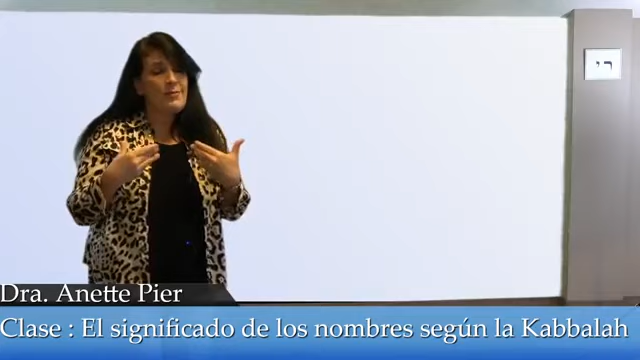 Dra. Anette Pier
Clase : El significado de los nombres según la Kabbalah